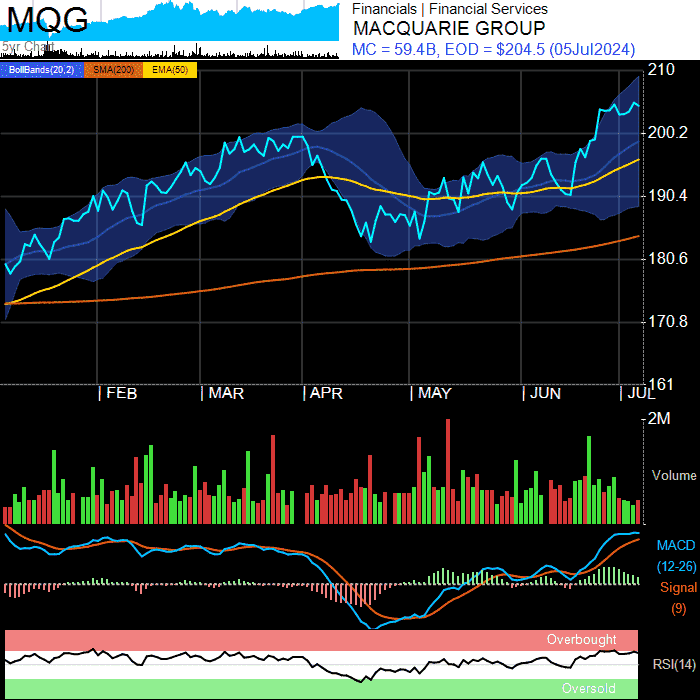 MQG
5yr Chart
Financials | Financial Services
MACQUARIE GROUP
MC = 59.4B, EOD = $204.5 (05Jul2024)
BollBands(20,2) SMA(200) EMA(50)
210
200.2
190.4
180.6
170.8
161
| FEB | MAR | APR | MAY | JUN | JUL
2M
Volume
MACD
(12-26)
Signal
(9)
Overbought
RSI(14)
Oversold